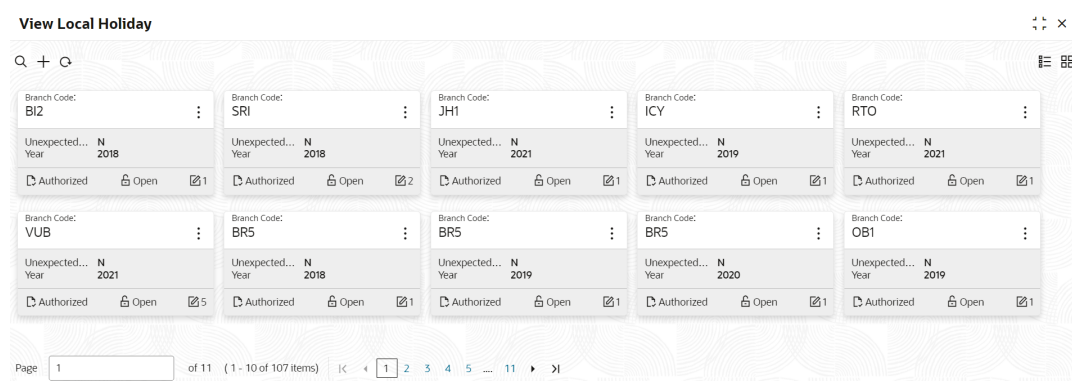 View Local Holiday
Branch Code: Branch Code: Branch Code: Branch Code: Branch Code:
BI2 SRI JH1 ICY RTO
Unexpected... N Unexpected... N Unexpected... N Unexpected... N Unexpected... N
Year 2018 Year 2018 Year 2021 Year 2019 Year 2021
Authorized Open 1 Authorized Open 2 Authorized Open 1 Authorized Open 1 Authorized Open 1
Branch Code: Branch Code: Branch Code: Branch Code: Branch Code:
VUB BR5 BR5 BR5 OB1
Unexpected... N Unexpected... N Unexpected... N Unexpected... N Unexpected... N
Year 2021 Year 2018 Year 2019 Year 2020 Year 2019
Authorized Open 5 Authorized Open 1 Authorized Open 1 Authorized Open 1 Authorized Open 1
Page 1 of 11 (1 - 10 of 107 items) 1 2 3 4 5 .... 11